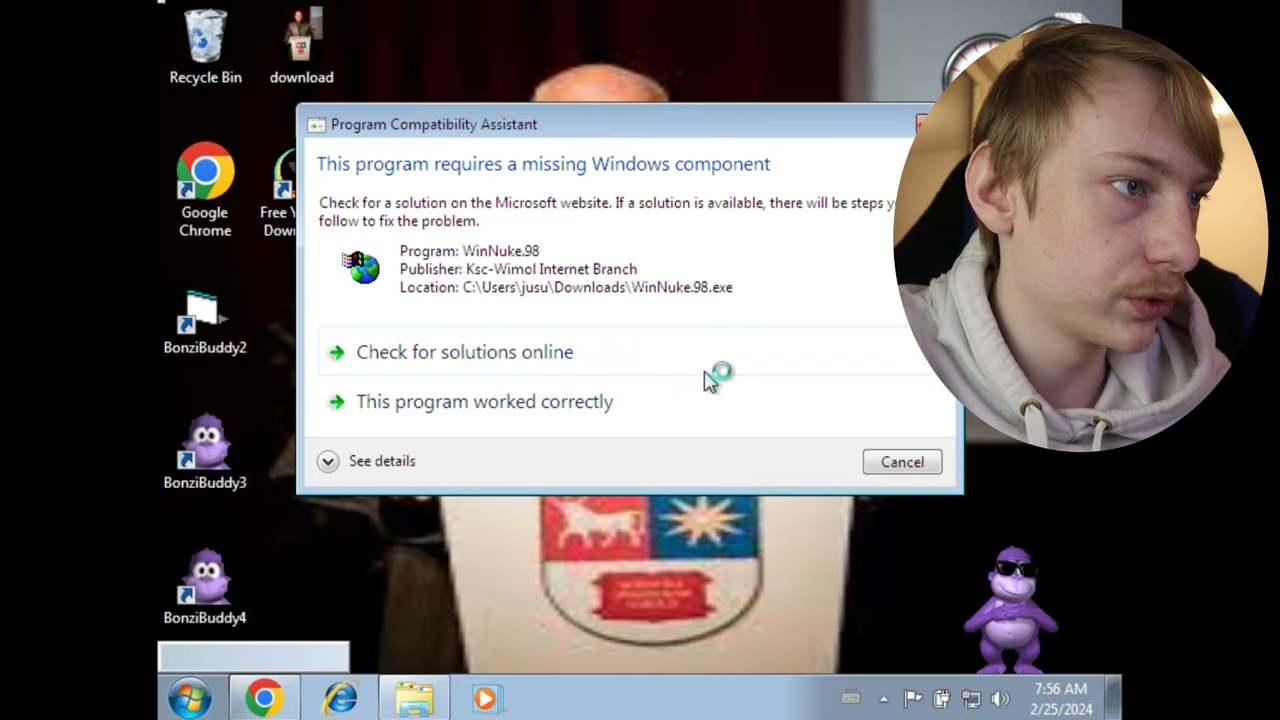 Recycle Bin
download
Program Compatibility Assistant
This program requires a missing Windows component
Check for a solution on the Microsoft website. If a solution is available, there will be steps
follow to fix the problem.
Google
Chrome
Free
Program: WinNuke.98
Publisher: Ksc-Wimol Internet Branch
Location: C:\Users\jusu\Downloads\WinNuke.98.exe
BonziBuddy2
Check for solutions online
This program worked correctly
See details
Cancel
BonziBuddy3
BonziBuddy4
7:56 AM
2/25/2024